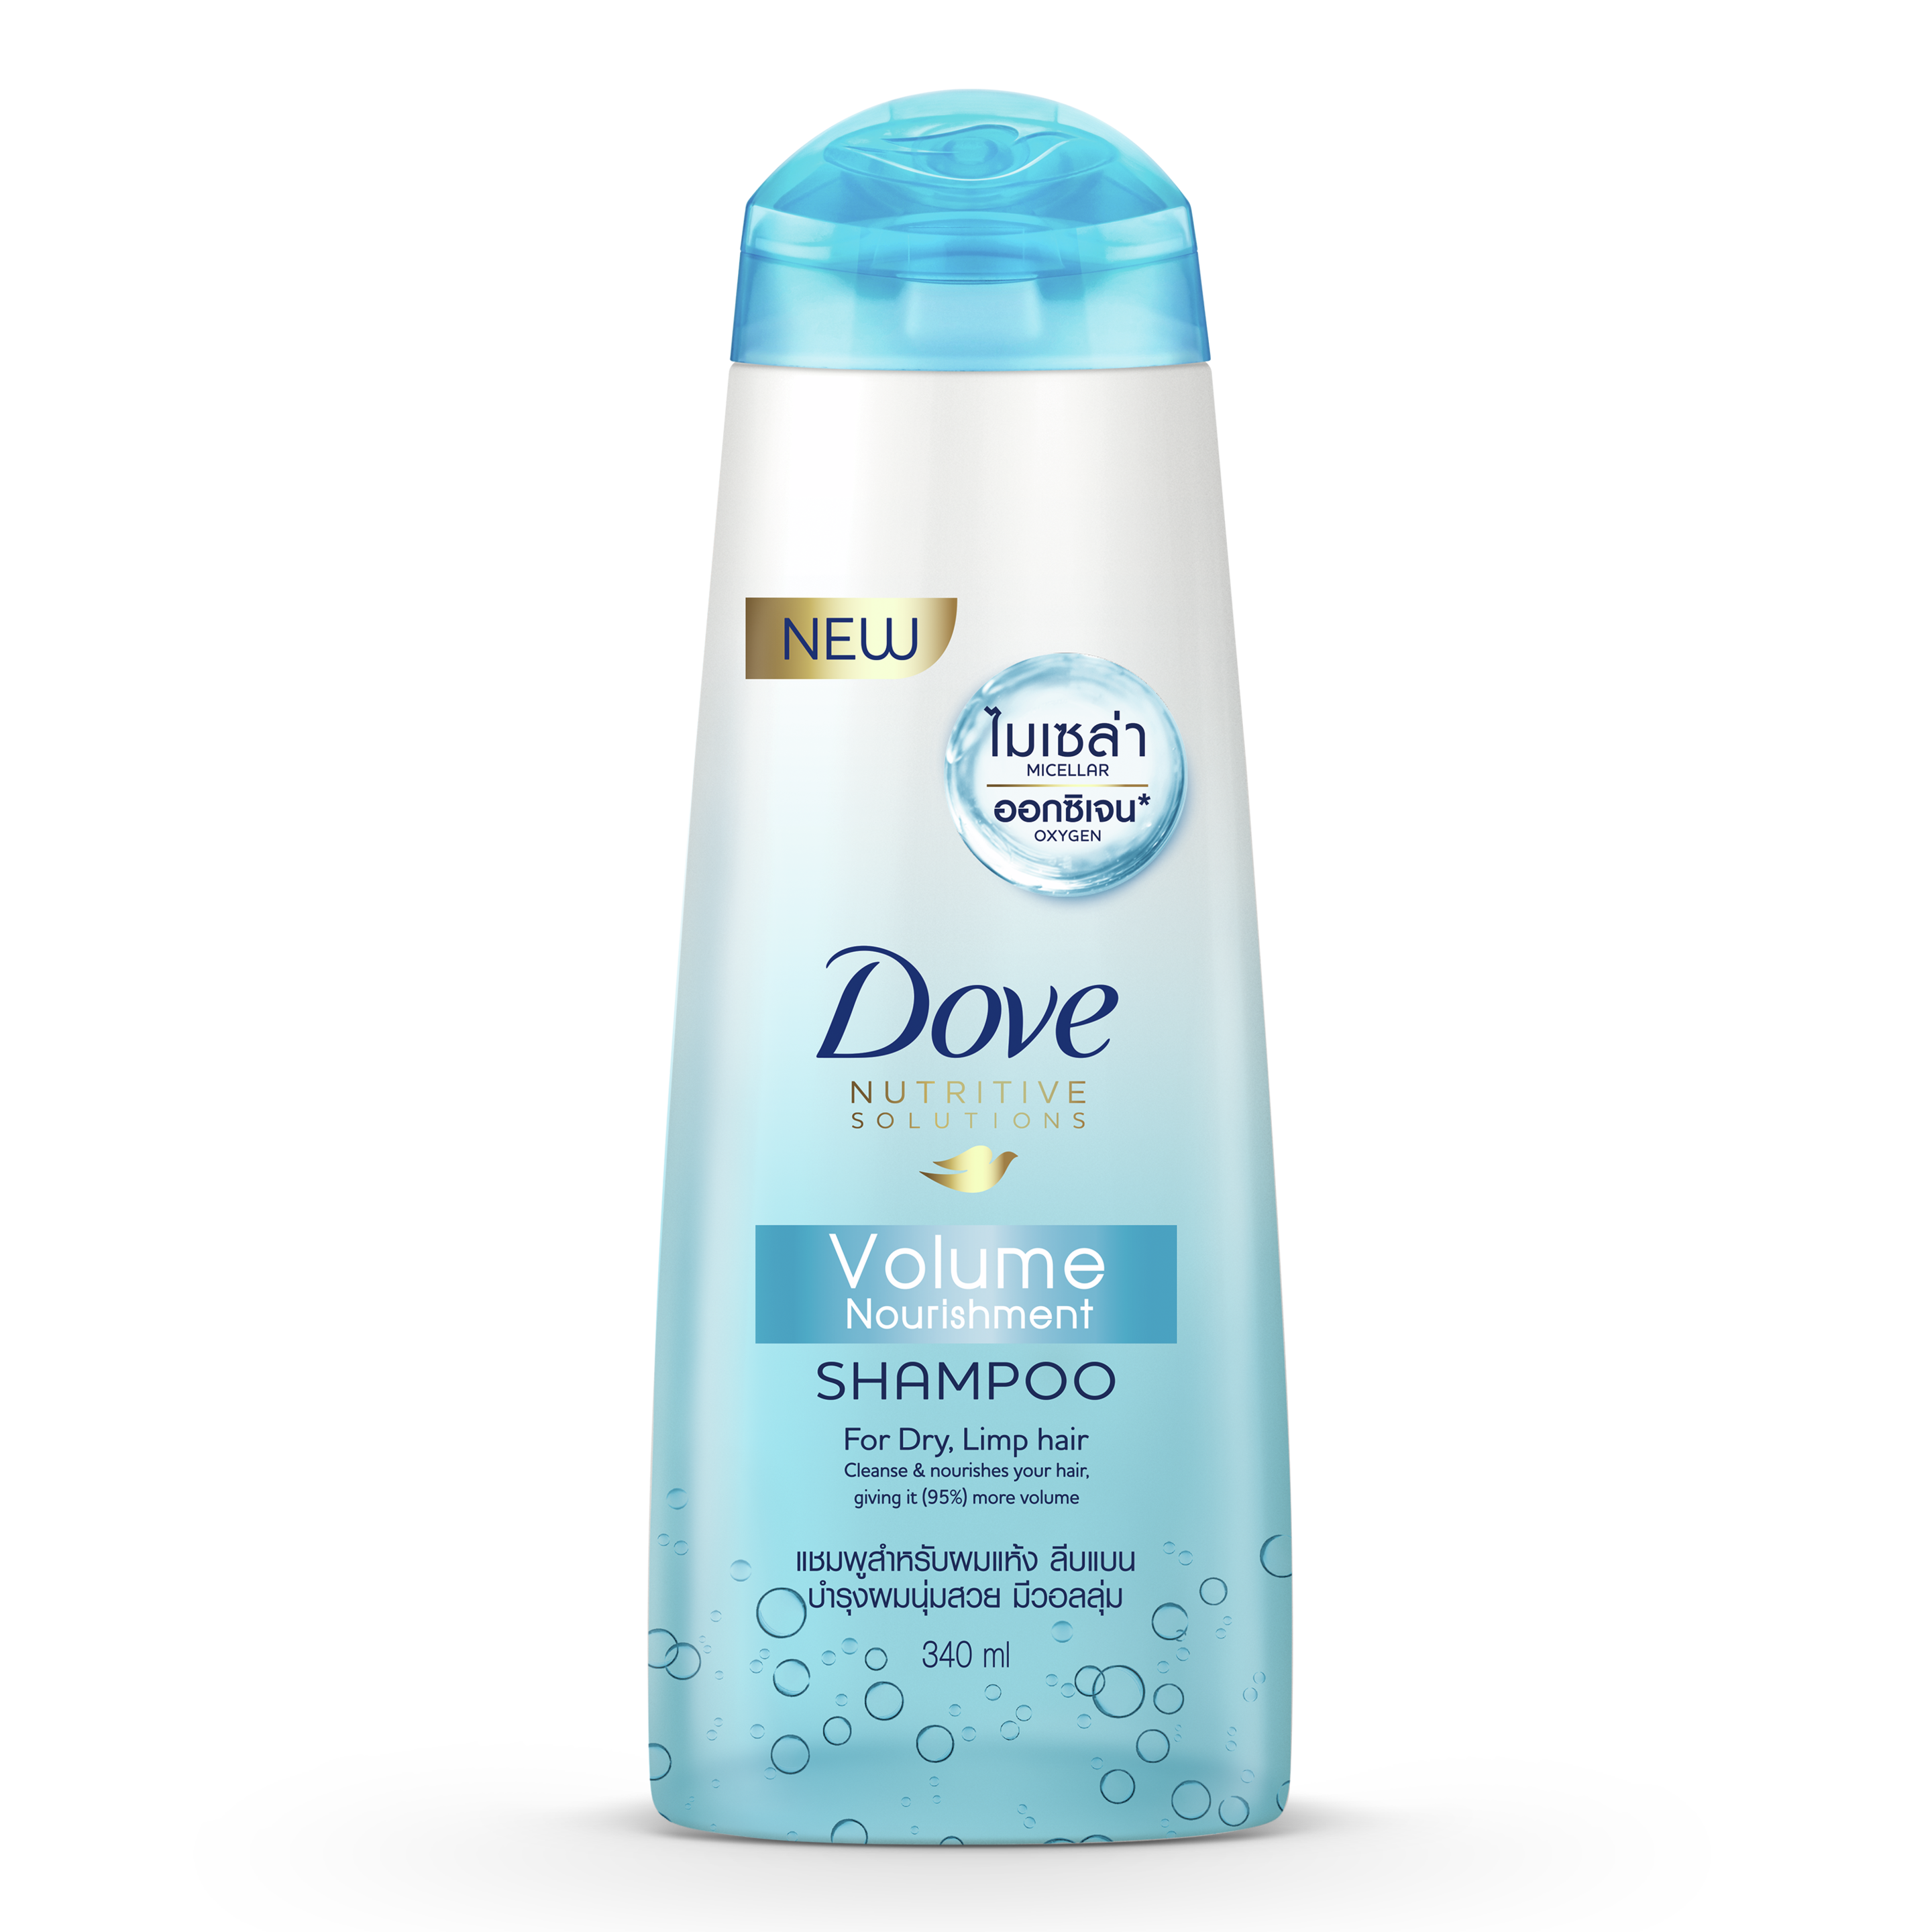 NEW
ไมเซล่า
MICELLAR
ออกซิเจน*
OXYGEN
Dove
NUTRITIVE
SOLUTIONS
Volume
Nourishment
SHAMPOO
For Dry, Limp hair
Cleanse & nourishes your hair,
giving it (95%) more volume
แชมพูสำหรับผมแห้ง ลีบแบน
บำรุงผมนุ่มสวย มีวอลลุ่ม
340 ml